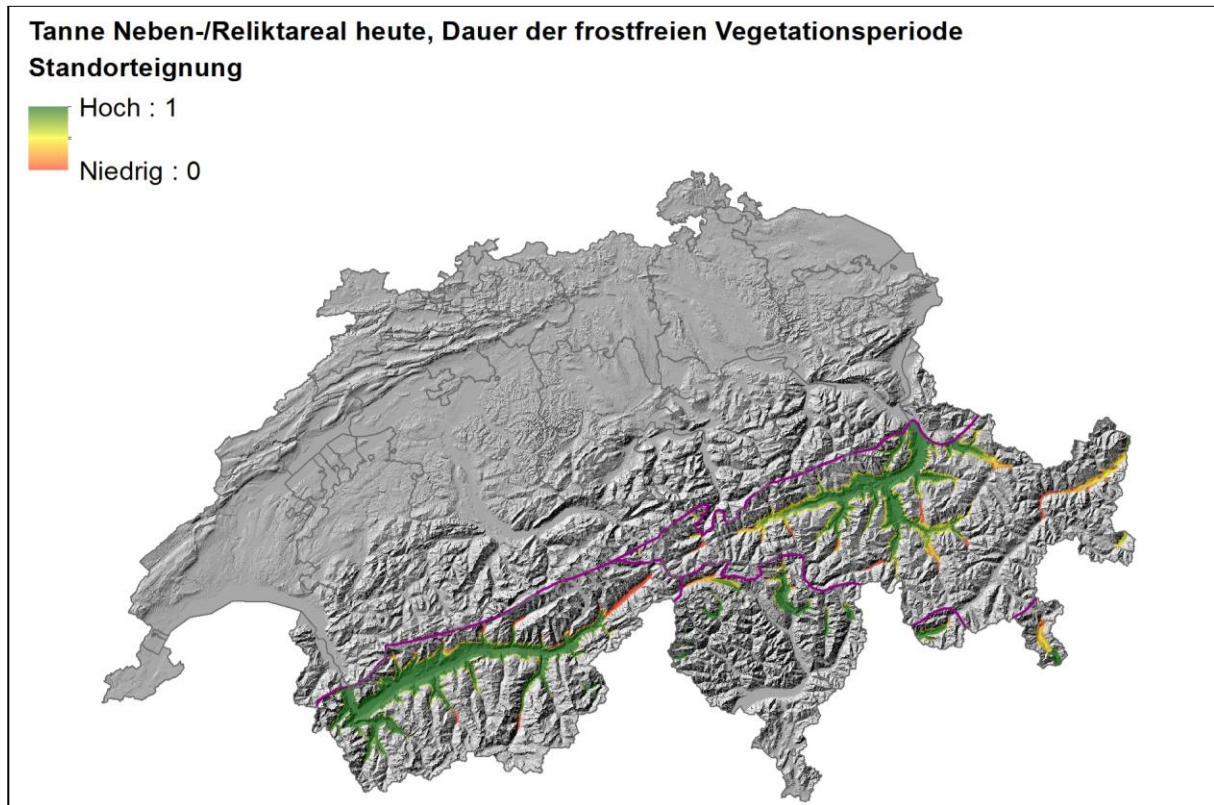 Tanne Neben-/Reliktareal heute, Dauer der frostfreien Vegetationsperiode
Standorteignung
Hoch : 1
Niedrig : 0